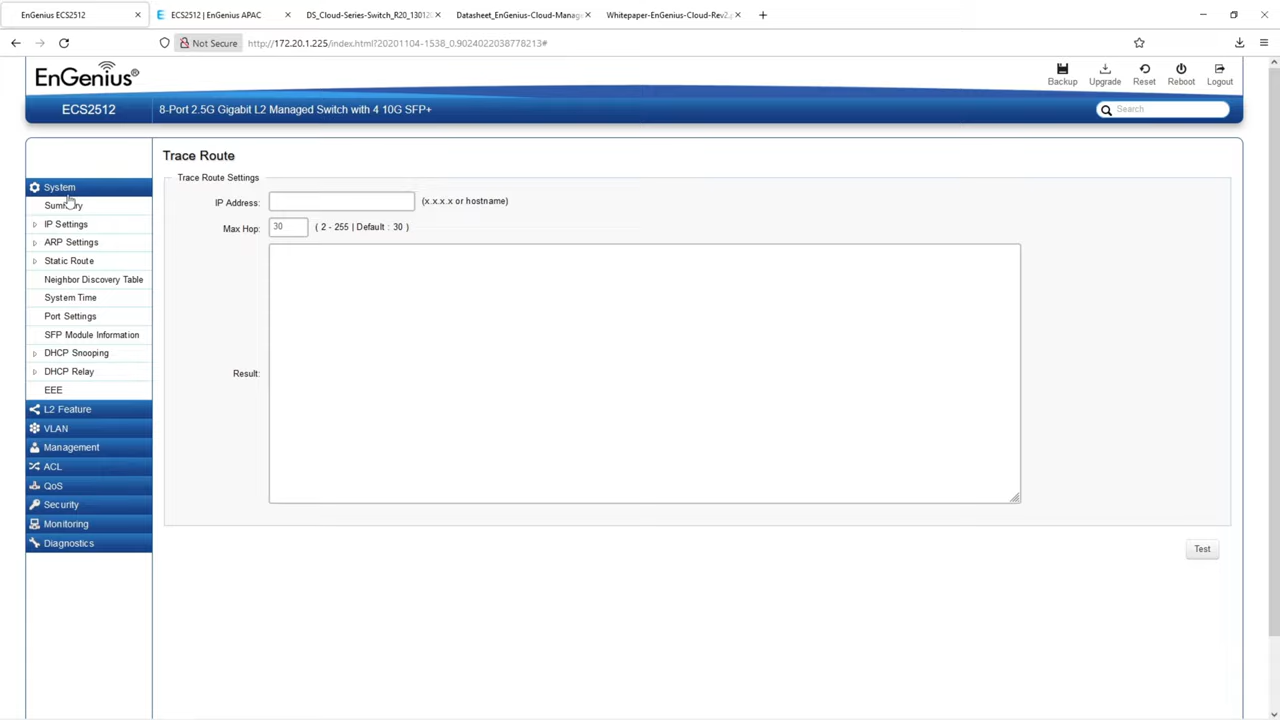 EnGenius ECS2512
ECS2512 | EnGenius APAC
DS_Cloud-Series-Switch_R20_13012
Datasheet_EnGenius-Cloud-Manag
Whitepaper-EnGenius-Cloud-Rev2.
Not Secure
http://172.20.1.225/index.html?20201104-1538_0.9024022038778213#
EnGenius®
Backup
Upgrade
Reset
Reboot
Logout
ECS2512
8-Port 2.5G Gigabit L2 Managed Switch with 4 10G SFP+
Search
Trace Route
Trace Route Settings
IP Address:
(x.x.x.x or hostname)
Max Hop:
30
( 2 - 255 | Default : 30 )
Result:
Test
System
Summary
IP Settings
ARP Settings
Static Route
Neighbor Discovery Table
System Time
Port Settings
SFP Module Information
DHCP Snooping
DHCP Relay
EEE
L2 Feature
VLAN
Management
ACL
QoS
Security
Monitoring
Diagnostics